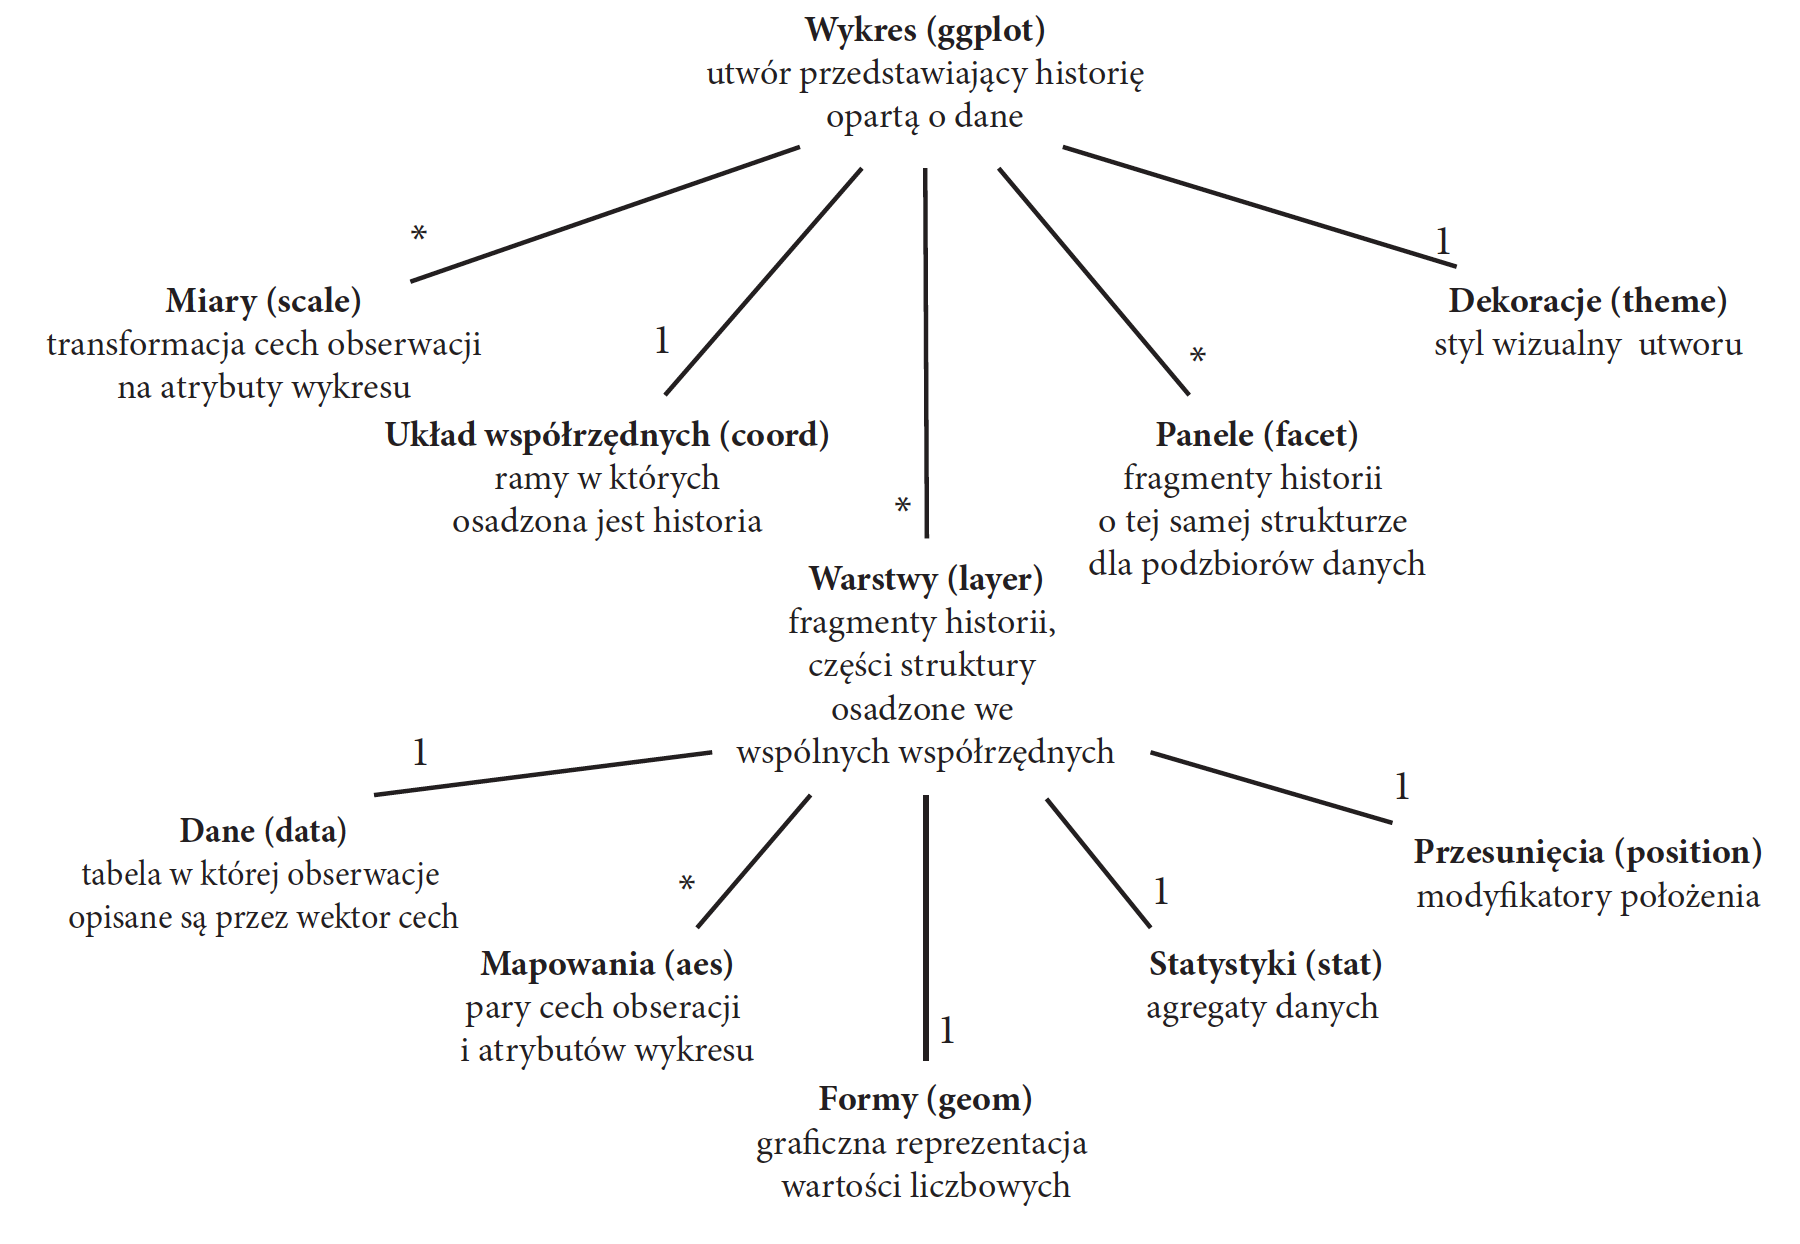 Wykres (ggplot)
utwór przedstawiający historię
opartą o dane
*
Miary (scale)
transformacja cech obserwacji
na atrybuty wykresu
1
Układ współrzędnych (coord)
ramy w których
osadzona jest historia
*
Warstwy (layer)
fragmenty historii,
części struktury
osadzone we
wspólnych współrzędnych
*
Panele (facet)
fragmenty historii
o tej samej strukturze
dla podzbiorów danych
1
Dekoracje (theme)
styl wizualny utworu
1
Dane (data)
tabela w której obserwacje
opisane są przez wektor cech
*
Mapowania (aes)
pary cech obseracji
i atrybutów wykresu
1
Formy (geom)
graficzna reprezentacja
wartości liczbowych
1
Statystyki (stat)
agregaty danych
1
Przesunięcia (position)
modyfikatory położenia